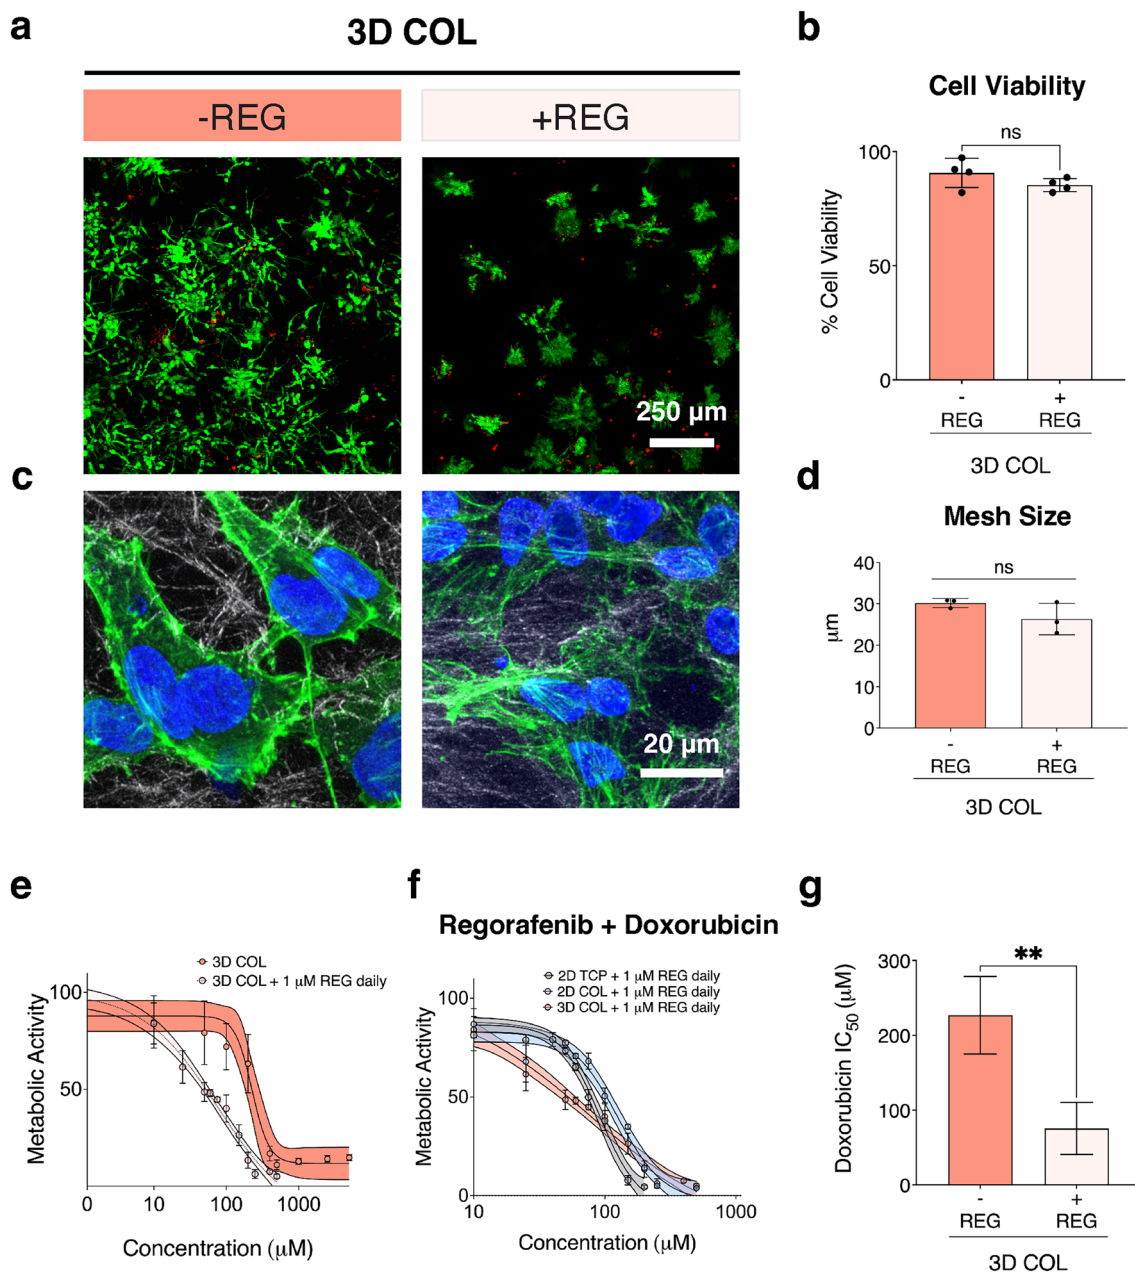 a
3D COL
-REG
+REG
250 µm
b
Cell Viability
ns
100
50
0
% Cell Viability
-
+
REG
REG
3D COL
c
20 µm
d
Mesh Size
ns
40
30
20
10
0
µm
-
+
REG
REG
3D COL
e
3D COL
3D COL + 1 µM REG daily
100
50
Metabolic Activity
0
10
100
1000
Concentration (µM)
f
Regorafenib + Doxorubicin
2D TCP + 1 µM REG daily
2D COL + 1 µM REG daily
3D COL + 1 µM REG daily
100
50
0
Metabolic Activity
10
100
1000
Concentration (µM)
g
**
300
200
100
0
Doxorubicin IC50 (µM)
-
+
REG
REG
3D COL